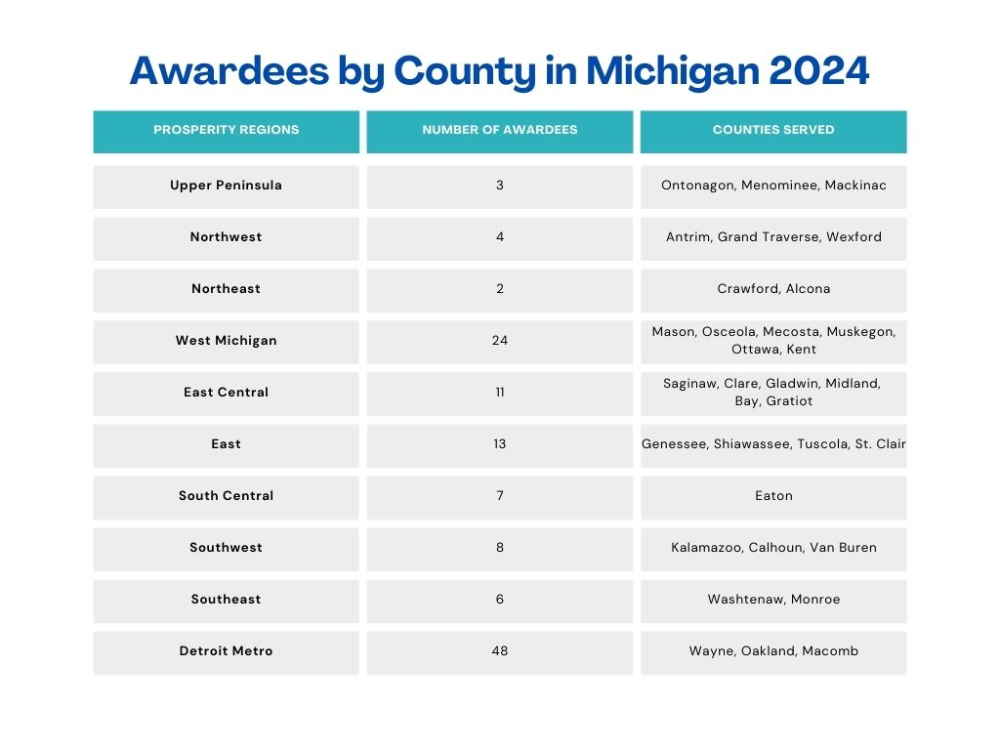 Awardees by County in Michigan 2024
PROSPERITY REGIONS NUMBER OF AWARDEES COUNTIES SERVED
Upper Peninsula 3 Ontonagon, Menominee, Mackinac
Northwest 4 Antrim, Grand Traverse, Wexford
Northeast 2 Crawford, Alcona
West Michigan 24 Mason, Osceola, Mecosta, Muskegon,
Ottawa, Kent
East Central 11 Saginaw, Clare, Gladwin, Midland,
Bay, Gratiot
East 13 Genessee, Shiawassee, Tuscola, St. Clair
South Central 7 Eaton
Southwest 8 Kalamazoo, Calhoun, Van Buren
Southeast 6 Washtenaw, Monroe
Detroit Metro 48 Wayne, Oakland, Macomb